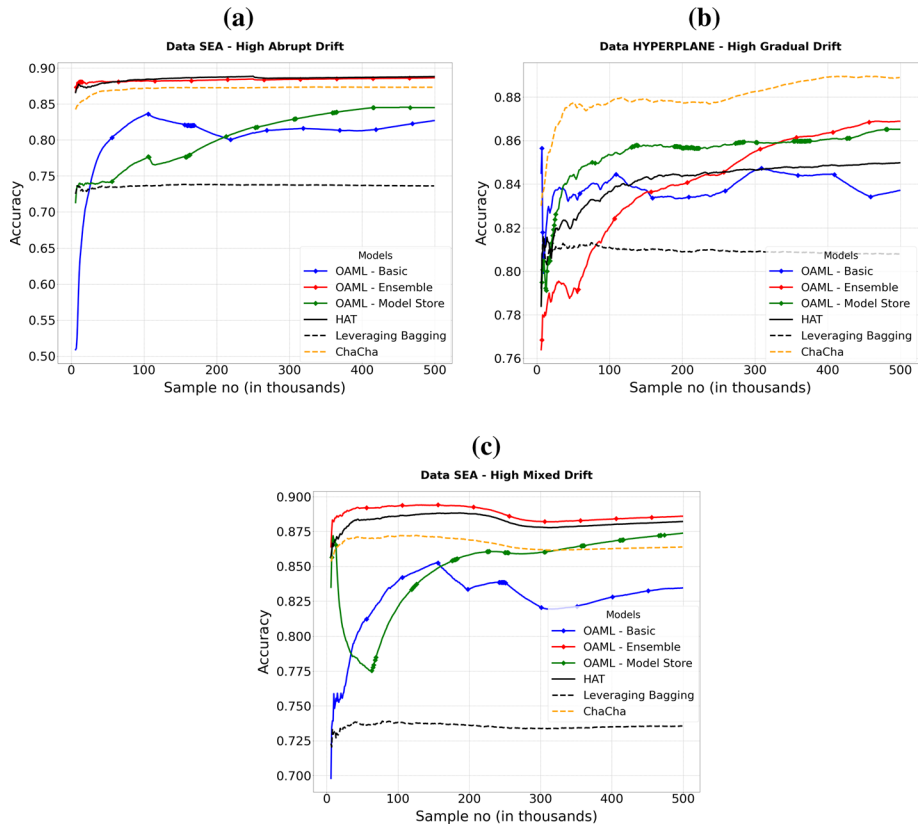 (a)
Data SEA - High Abrupt Drift
Accuracy
0.90
0.85
0.80
0.75
0.70
0.65
0.60
0.55
0.50
Models
OAML - Basic
OAML - Ensemble
OAML - Model Store
HAT
Leveraging Bagging
ChaCha
0
100
200
300
400
500
Sample no (in thousands)
(b)
Data HYPERPLANE - High Gradual Drift
Accuracy
0.88
0.86
0.84
0.82
0.80
0.78
0.76
Models
OAML - Basic
OAML - Ensemble
OAML - Model Store
HAT
Leveraging Bagging
ChaCha
0
100
200
300
400
500
Sample no (in thousands)
(c)
Data SEA - High Mixed Drift
Accuracy
0.900
0.875
0.850
0.825
0.800
0.775
0.750
0.725
0.700
Models
OAML - Basic
OAML - Ensemble
OAML - Model Store
HAT
Leveraging Bagging
ChaCha
0
100
200
300
400
500
Sample no (in thousands)